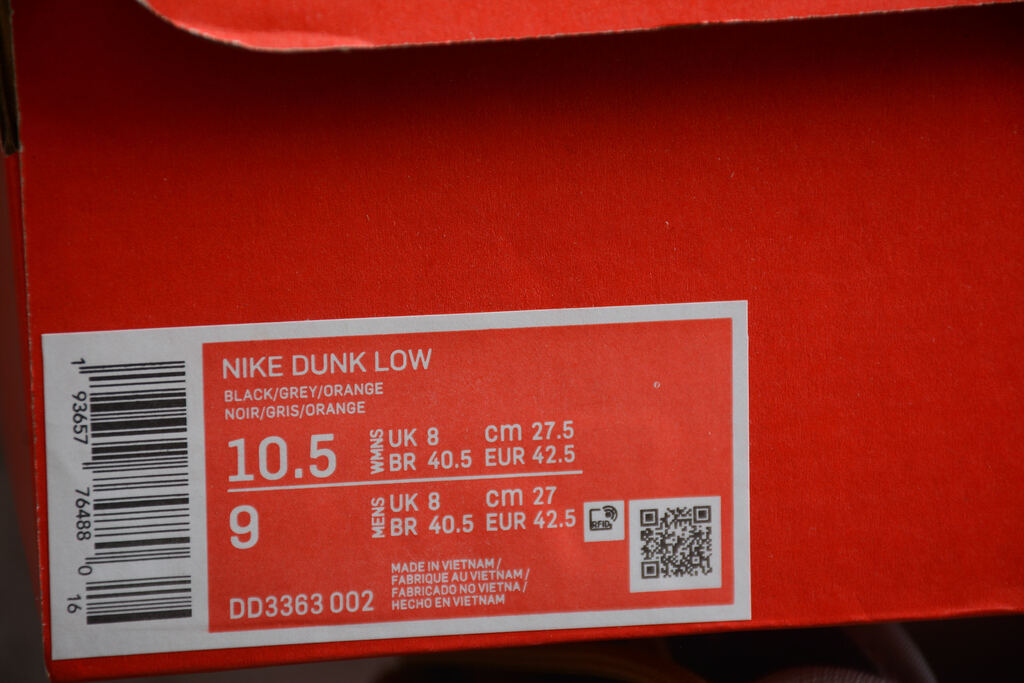 NIKE DUNK LOW
BLACK/GREY/ORANGE
NOIR/GRIS/ORANGE
10.5 WMNS UK 8 cm 27.5
BR 40.5 EUR 42.5
9 MENS UK 8 cm 27
BR 40.5 EUR 42.5
RFID
MADE IN VIETNAM/
FABRIQUE AU VIETNAM/
FABRICADO NO VIETNA/
HECHO EN VIETNAM
DD3363 002
1 93657 76488 0 16